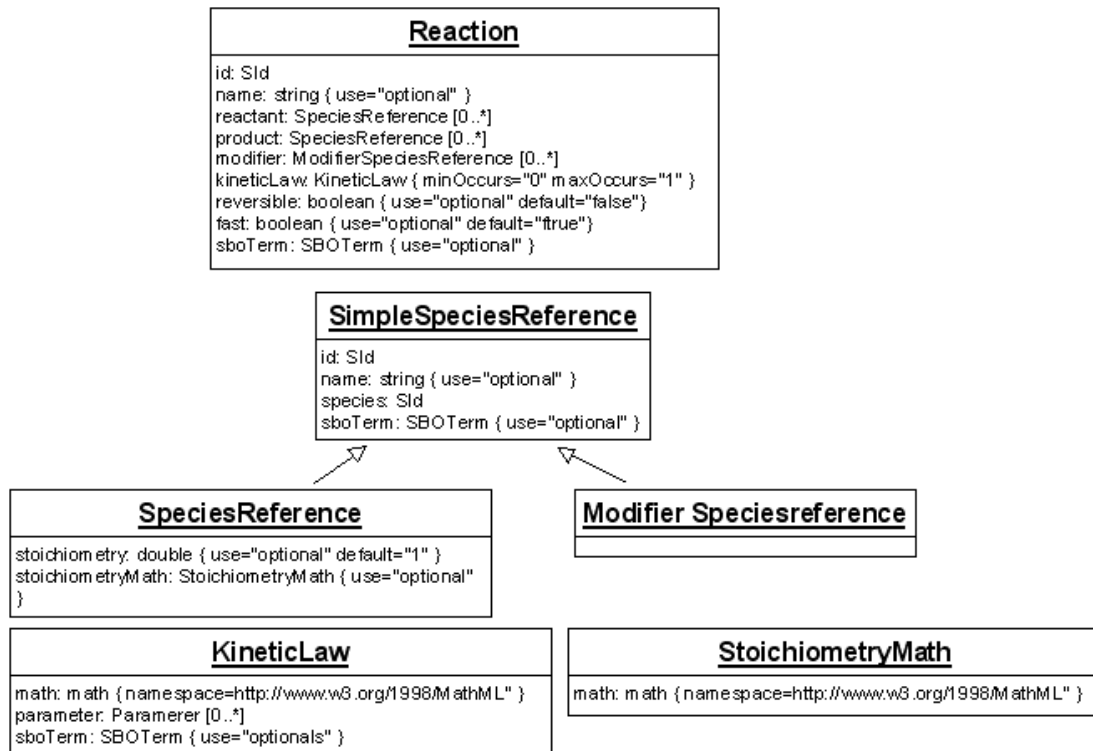 Reaction
id: SId
name: string { use="optional" }
reactant: SpeciesReference [0..*]
product: SpeciesReference [0..*]
modifier: ModifierSpeciesReference [0..*]
kineticLaw: KineticLaw { minOccurs="0" maxOccurs="1" }
reversible: boolean { use="optional" default="false"}
fast: boolean { use="optional" default="ftrue"}
sboTerm: SBOTerm { use="optional" }
SimpleSpeciesReference
id: SId
name: string { use="optional" }
species: SId
sboTerm: SBOTerm { use="optional" }
SpeciesReference
stoichiometry: double { use="optional" default="1" }
stoichiometryMath: StoichiometryMath { use="optional"
}
Modifier Speciesreference
KineticLaw
math: math { namespace=http://www.w3.org/1998/MathML" }
parameter: Paramerer [0..*]
sboTerm: SBOTerm { use="optionals" }
StoichiometryMath
math: math { namespace=http://www.w3.org/1998/MathML" }